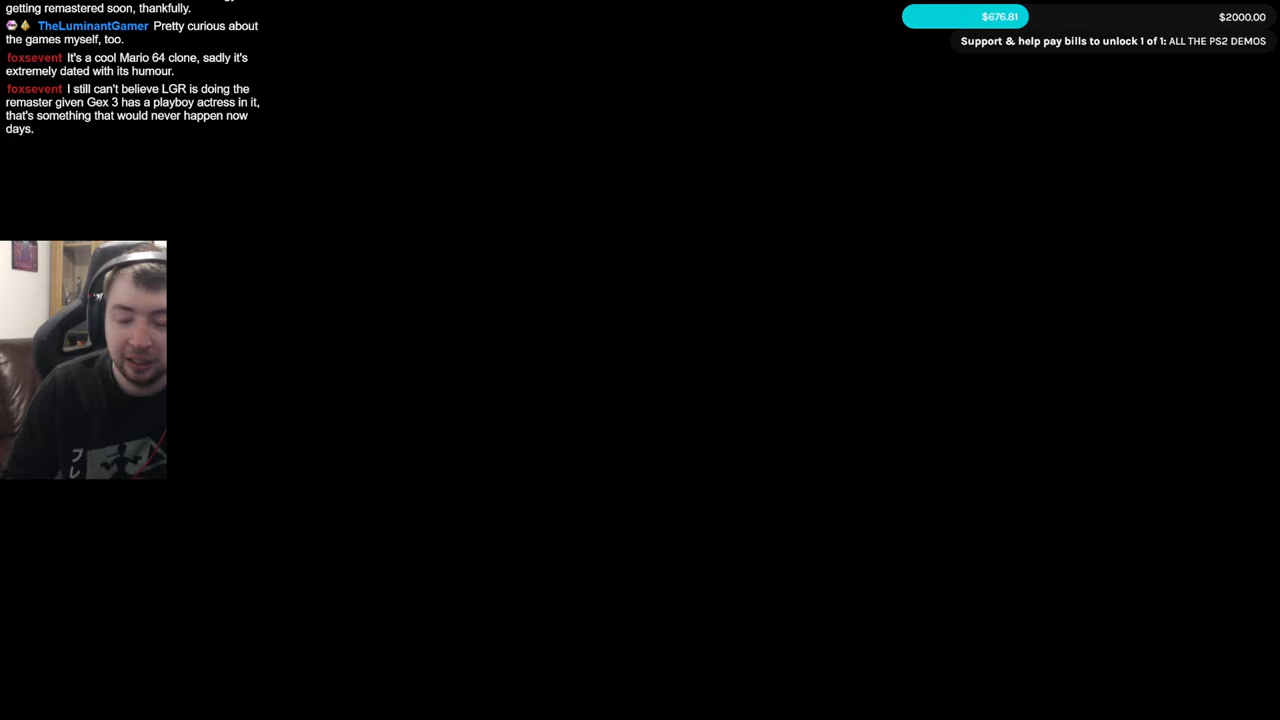 getting remastered soon, thankfully.
TheLuminantGamer Pretty curious about
the games myself, too.
foxsevent It's a cool Mario 64 clone, sadly it's
extremely dated with its humour.
foxsevent I still can't believe LGR is doing the
remaster given Gex 3 has a playboy actress in it,
that's something that would never happen now
days.
$676.81
$2000.00
Support & help pay bills to unlock 1 of 1: ALL THE PS2 DEMOS
プレ